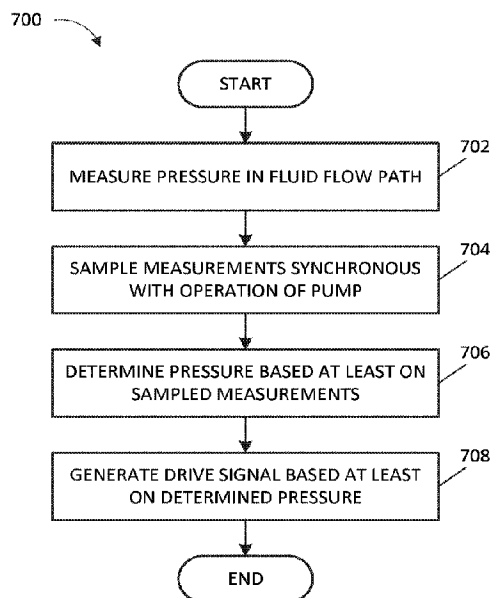 700
START
702
MEASURE PRESSURE IN FLUID FLOW PATH
704
SAMPLE MEASUREMENTS SYNCHRONOUS
WITH OPERATION OF PUMP
706
DETERMINE PRESSURE BASED AT LEAST ON
SAMPLED MEASUREMENTS
708
GENERATE DRIVE SIGNAL BASED AT LEAST
ON DETERMINED PRESSURE
END